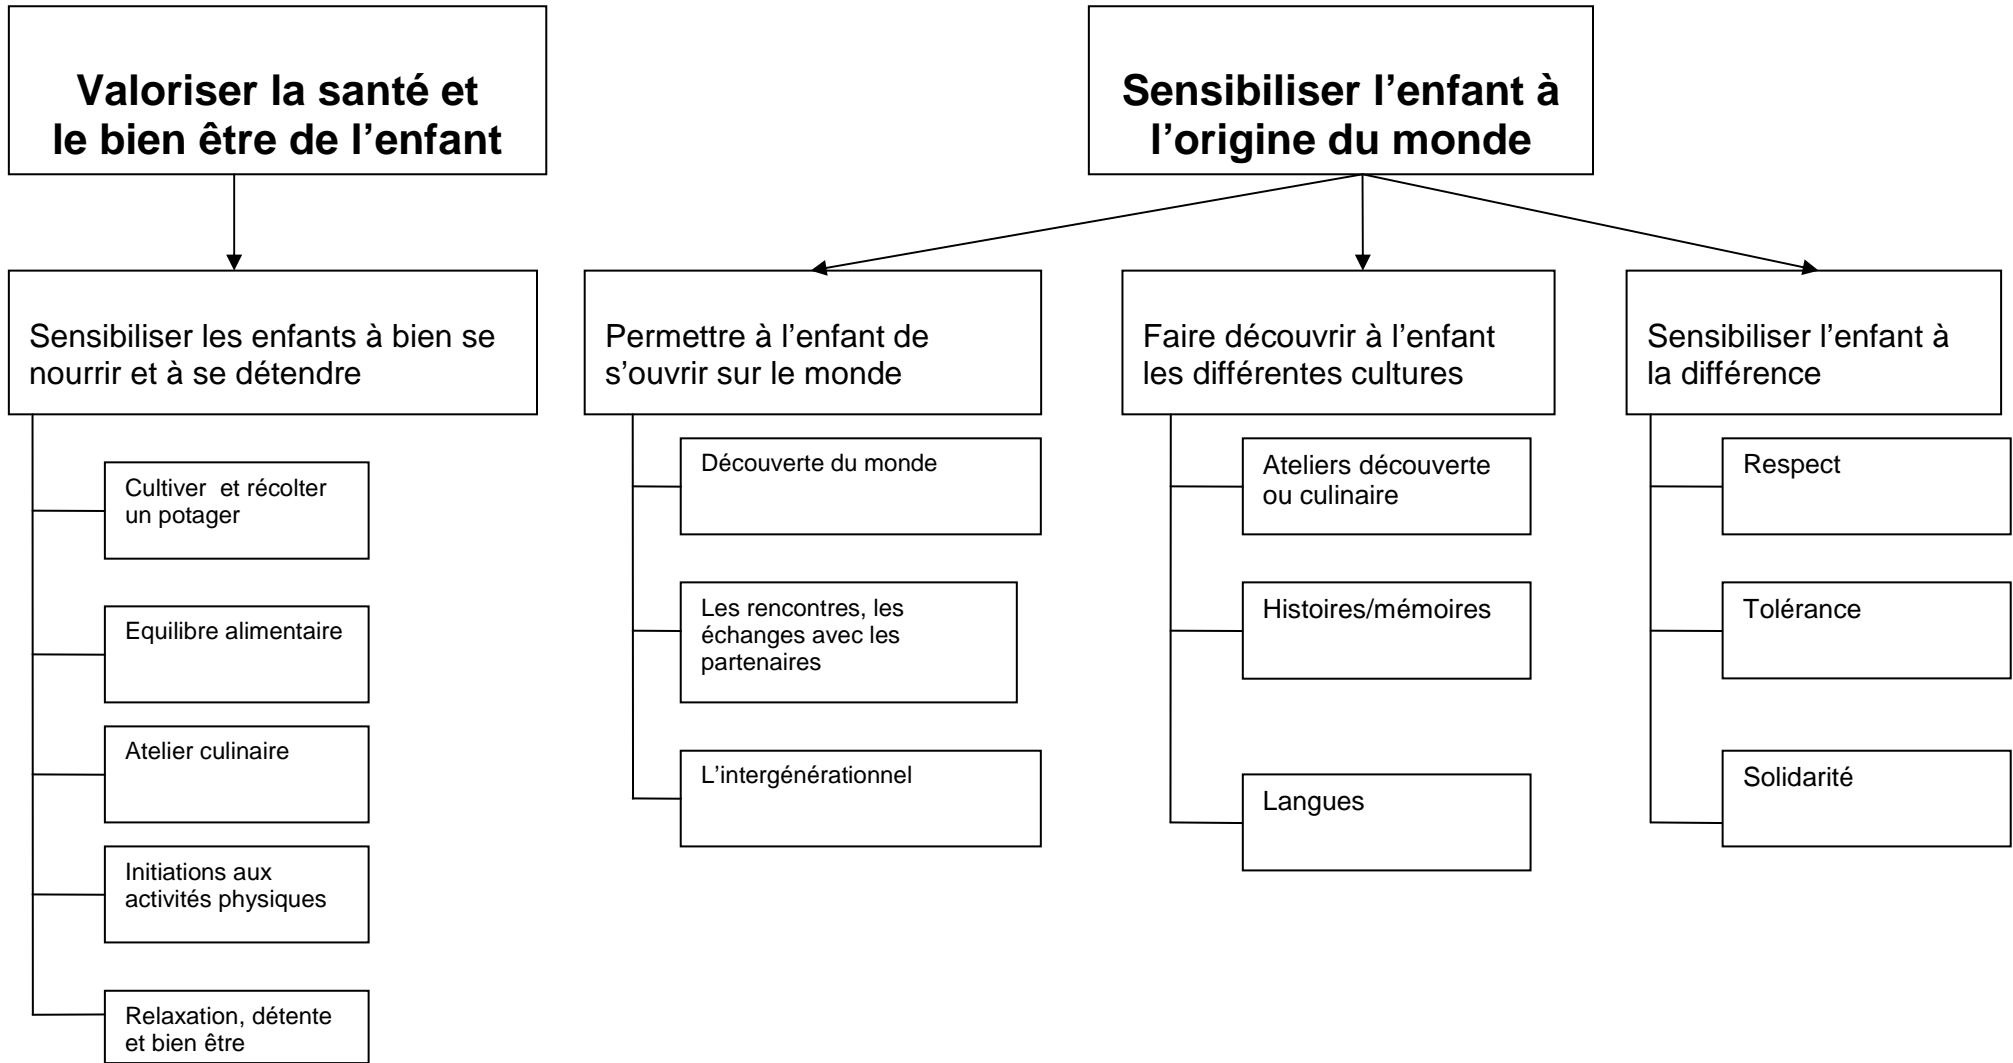 Valoriser la santé et
le bien être de l’enfant
Sensibiliser l’enfant à
l’origine du monde
Sensibiliser les enfants à bien se
nourrir et à se détendre
Cultiver  et récolter
un potager
Equilibre alimentaire
Atelier culinaire
Initiations aux
activités physiques
Relaxation, détente
et bien être
Permettre à l’enfant de
s’ouvrir sur le monde
Découverte du monde
Les rencontres, les
échanges avec les
partenaires
L’intergénérationnel
Faire découvrir à l’enfant
les différentes cultures
Ateliers découverte
ou culinaire
Histoires/mémoires
Langues
Sensibiliser l’enfant à
la différence
Respect
Tolérance
Solidarité